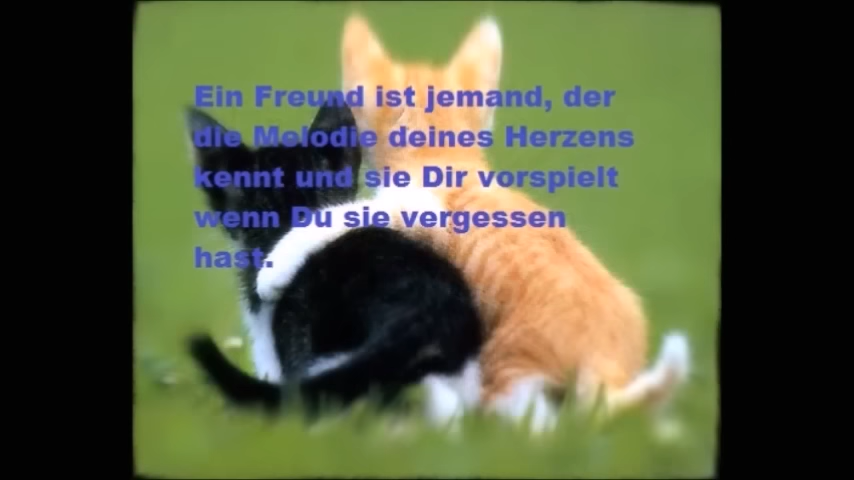 Ein Freund ist jemand, der
die Melodie deines Herzens
kennt und sie Dir vorspielt
wenn Du sie vergessen
hast.